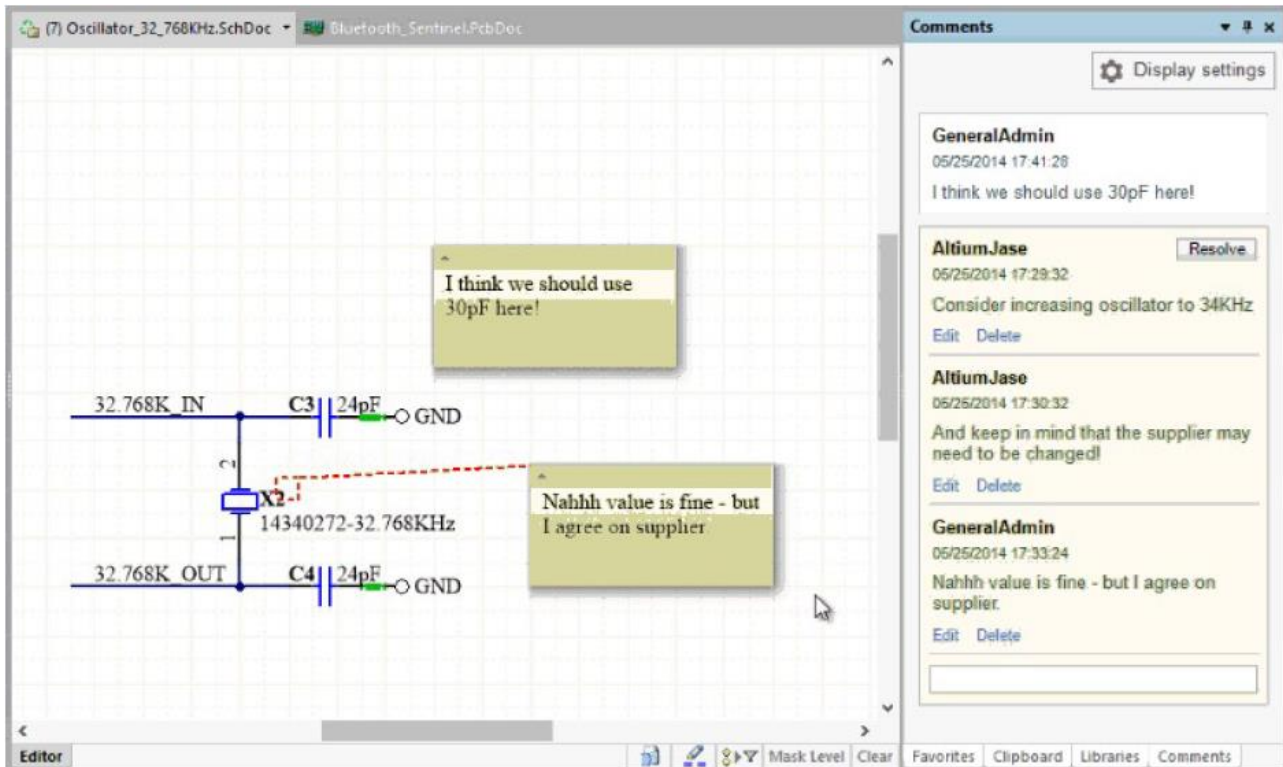 (7) Oscillator_32_768KHz.SchDoc
Bluetooth_Sentinel.PcbDoc
I think we should use
30pF here!
32.768K_IN
C3
24pF
GND
2
X2
14340272-32.768KHz
1
Nahhh value is fine - but
I agree on supplier
32.768K_OUT
C4
24pF
GND
Editor
Mask Level
Clear
Comments
Display settings
GeneralAdmin
05/25/2014 17:41:28
I think we should use 30pF here!
AltiumJase
Resolve
05/25/2014 17:29:32
Consider increasing oscillator to 34KHz
Edit Delete
AltiumJase
05/25/2014 17:30:32
And keep in mind that the supplier may
need to be changed!
Edit Delete
GeneralAdmin
05/25/2014 17:33:24
Nahhh value is fine - but I agree on
supplier.
Edit Delete
Favorites
Clipboard
Libraries
Comments